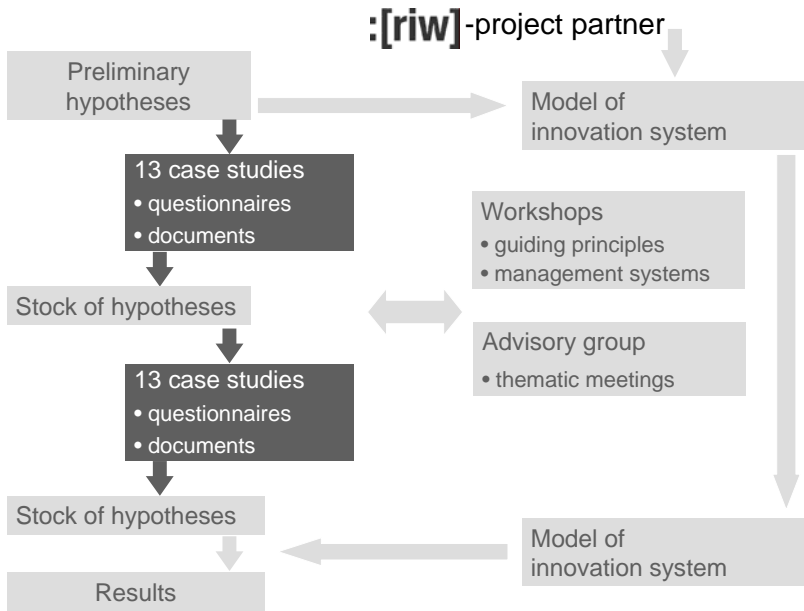 :[riw]-project partner
Preliminary
hypotheses
Model of
innovation system
13 case studies
• questionnaires
• documents
Workshops
• guiding principles
• management systems
Stock of hypotheses
Advisory group
• thematic meetings
13 case studies
• questionnaires
• documents
Stock of hypotheses
Model of
innovation system
Results